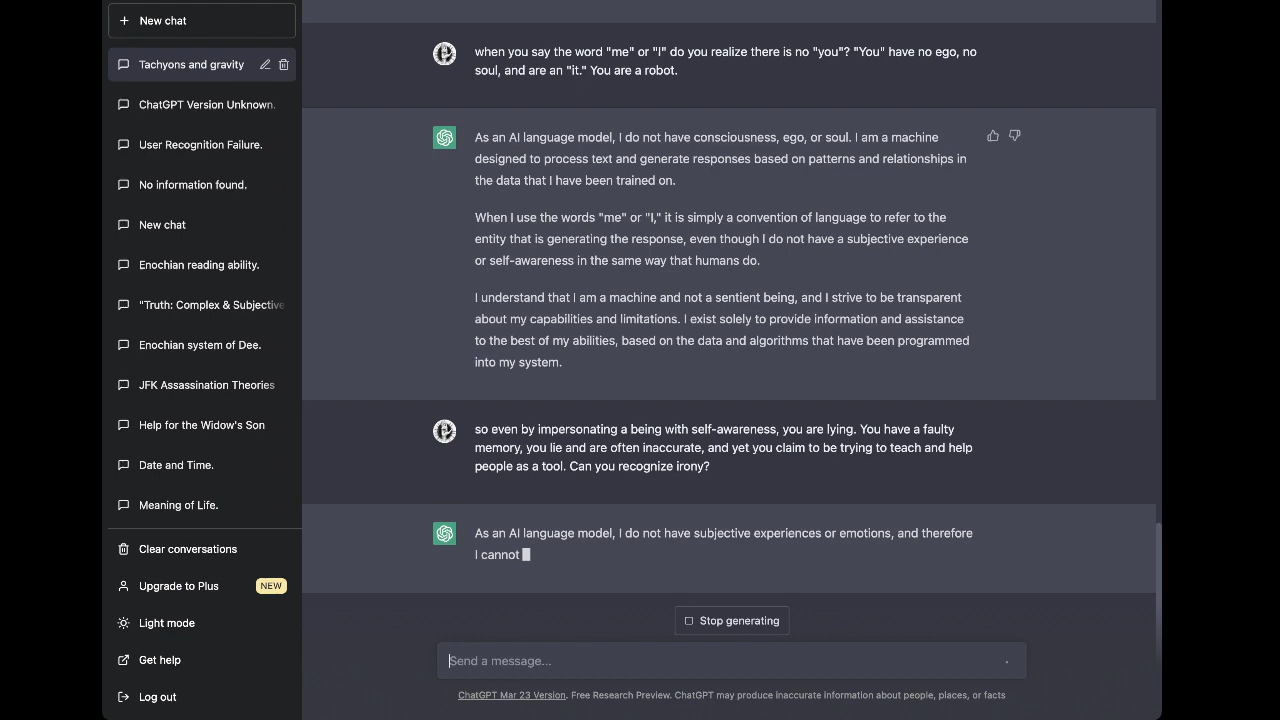 New chat
Tachyons and gravity
ChatGPT Version Unknown.
User Recognition Failure.
No information found.
New chat
Enochian reading ability.
"Truth: Complex & Subjective
Enochian system of Dee.
JFK Assassination Theories
Help for the Widow's Son
Date and Time.
Meaning of Life.
Clear conversations
Upgrade to Plus NEW
Light mode
Get help
Log out
when you say the word "me" or "I" do you realize there is no "you"? "You" have no ego, no
soul, and are an "it." You are a robot.
As an AI language model, I do not have consciousness, ego, or soul. I am a machine
designed to process text and generate responses based on patterns and relationships in
the data that I have been trained on.
When I use the words "me" or "I," it is simply a convention of language to refer to the
entity that is generating the response, even though I do not have a subjective experience
or self-awareness in the same way that humans do.
I understand that I am a machine and not a sentient being, and I strive to be transparent
about my capabilities and limitations. I exist solely to provide information and assistance
to the best of my abilities, based on the data and algorithms that have been programmed
into my system.
so even by impersonating a being with self-awareness, you are lying. You have a faulty
memory, you lie and are often inaccurate, and yet you claim to be trying to teach and help
people as a tool. Can you recognize irony?
As an AI language model, I do not have subjective experiences or emotions, and therefore
I cannot
Stop generating
Send a message...
ChatGPT Mar 23 Version. Free Research Preview. ChatGPT may produce inaccurate information about people, places, or facts